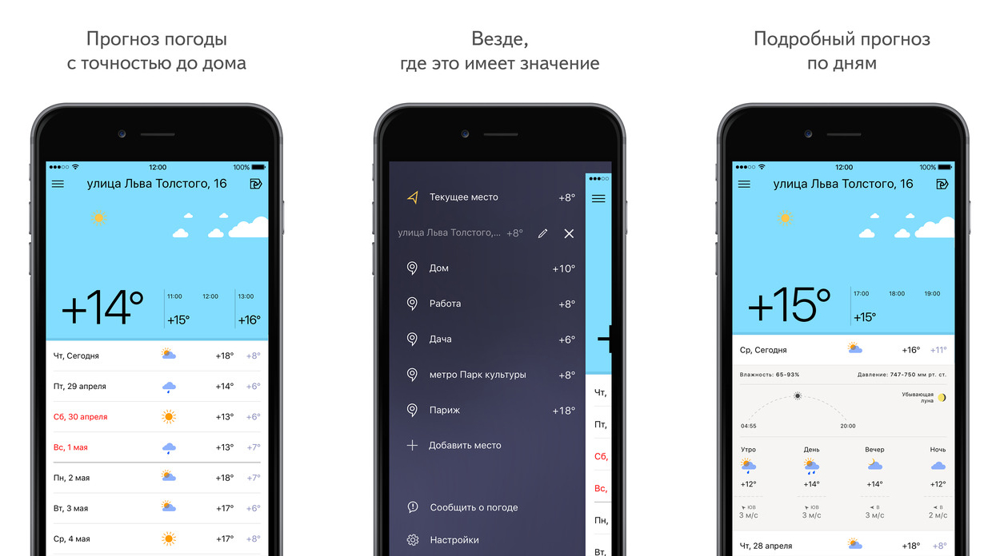 Прогноз погоды
с точностью до дома
12:00
100%
улица Льва Толстого, 16
+14°
11:00
12:00
13:00
+15°
+16°
Чт, Сегодня +18° +8°
Пт, 29 апреля +14° +6°
Сб, 30 апреля +13° +6°
Вс, 1 мая +13° +7°
Пн, 2 мая +18° +7°
Вт, 3 мая +17° +6°
Ср, 4 мая +17° +8°
Везде,
где это имеет значение
Текущее место +8°
улица Льва Толстого,... +8°
Дом +10°
Работа +8°
Дача +6°
метро Парк культуры +8°
Париж +18°
Добавить место
Сообщить о погоде
Настройки
Чт,
Пт,
Сб,
Вс,
Пн,
Вт,
Подробный прогноз
по дням
12:00
100%
улица Льва Толстого, 16
+15°
17:00
18:00
19:00
+15°
Ср, Сегодня +16° +11°
Влажность: 65-93% Давление: 747-750 мм рт. ст.
Убывающая
луна
04:55 20:00
Утро День Вечер Ночь
+12° +14° +14° +12°
ЮВ ЮВ В В
3 м/с 3 м/с 3 м/с 2 м/с
Чт, 28 апреля +18° +8°